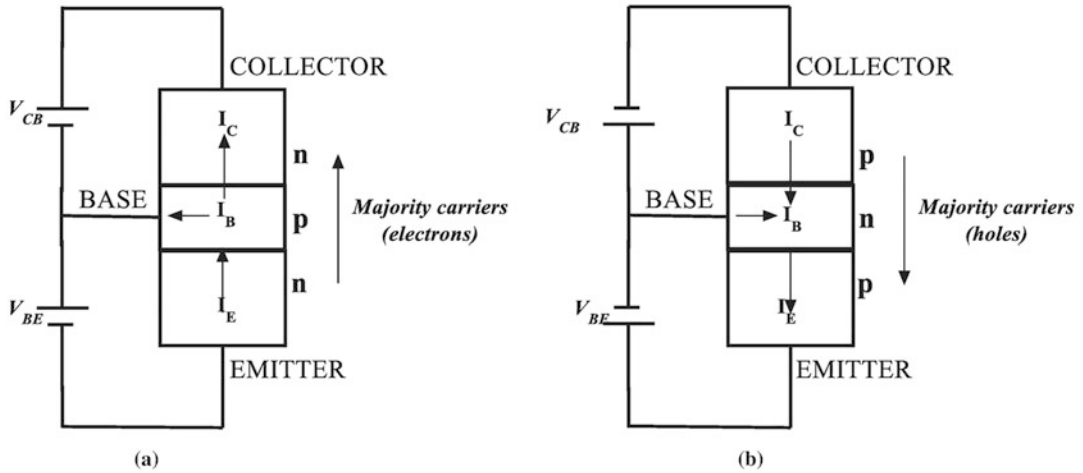 COLLECTOR
I_C
V_CB
n
BASE
I_B
p
Majority carriers
(electrons)
n
V_BE
I_E
EMITTER
(a)
COLLECTOR
I_C
V_CB
p
BASE
I_B
n
Majority carriers
(holes)
p
V_BE
I_E
EMITTER
(b)